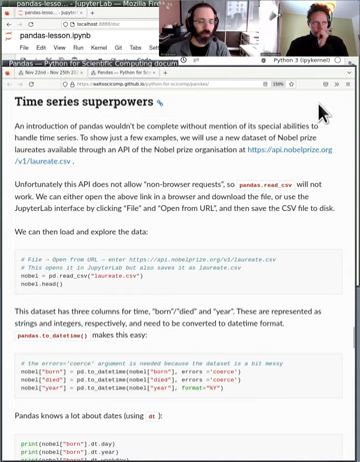 pandas-lesso... - JupyterLab — Mozilla Fire
localhost:8888/doc
pandas-lesson.ipynb
File Edit View Run Kernel Git Tabs
Python 3 (ipykernel)
Pandas — Python for Scientific Computing docum
Nov 22nd - Nov 25th
Pandas — Python for Sc
150%
Time series superpowers
An introduction of pandas wouldn't be complete without mention of its special abilities to
handle time series. To show just a few examples, we will use a new dataset of Nobel prize
laureates available through an API of the Nobel prize organisation at https://api.nobelprize.org
/v1/laureate.csv .
Unfortunately this API does not allow "non-browser requests", so pandas.read_csv will not
work. We can either open the above link in a browser and download the file, or use the
JupyterLab interface by clicking "File" and "Open from URL", and then save the CSV file to disk.
We can then load and explore the data:
# File → Open from URL → enter https://api.nobelprize.org/v1/laureate.csv
# This opens it in JupyterLab but also saves it as laureate.csv
nobel = pd.read_csv("laureate.csv")
nobel.head()
This dataset has three columns for time, "born"/"died" and "year". These are represented as
strings and integers, respectively, and need to be converted to datetime format.
pandas.to_datetime() makes this easy:
# the errors='coerce' argument is needed because the dataset is a bit messy
nobel["born"] = pd.to_datetime(nobel["born"], errors ='coerce')
nobel["died"] = pd.to_datetime(nobel["died"], errors ='coerce')
nobel["year"] = pd.to_datetime(nobel["year"], format="%Y")
Pandas knows a lot about dates (using dt ):
print(nobel["born"].dt.day)
print(nobel["born"].dt.year)